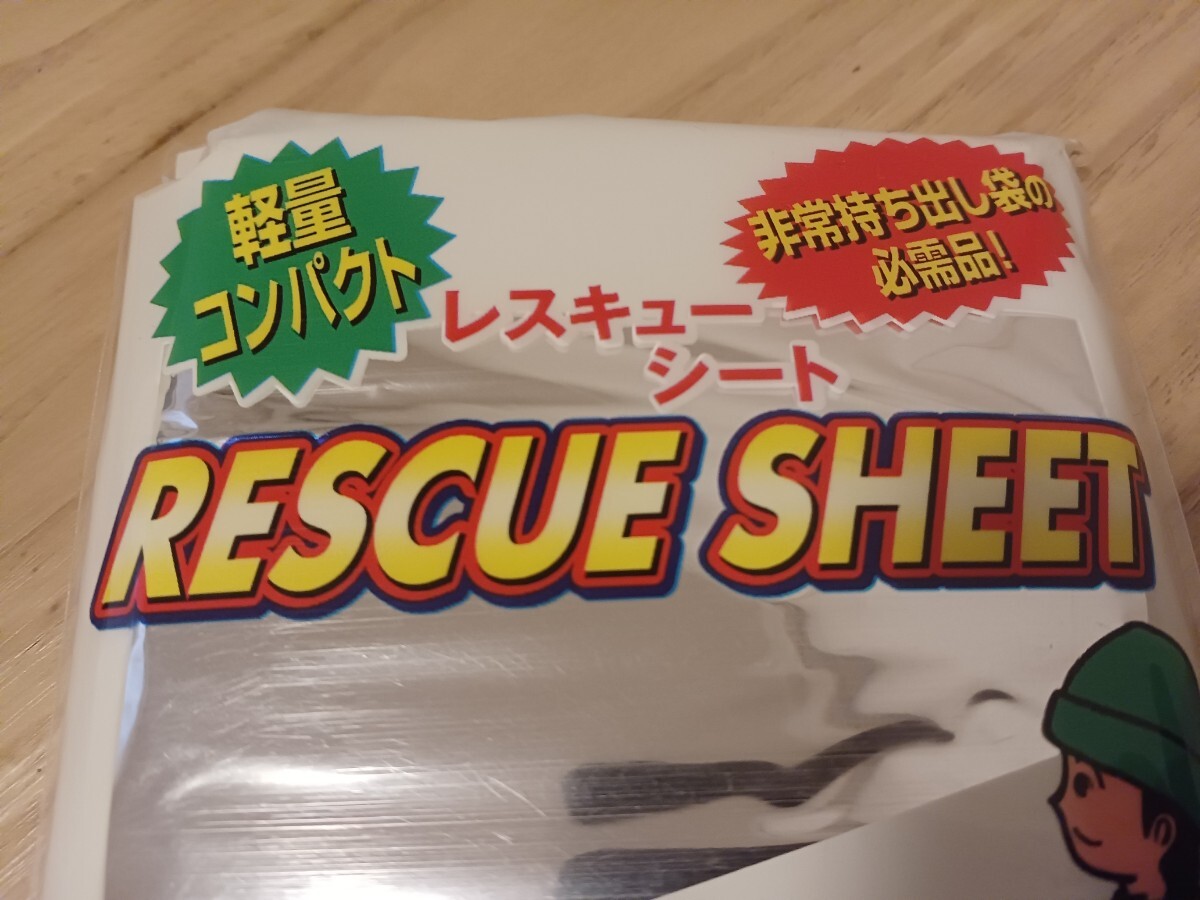 軽量
コンパクト
非常持ち出し袋の
必需品!
レスキュー
シート
RESCUE SHEET